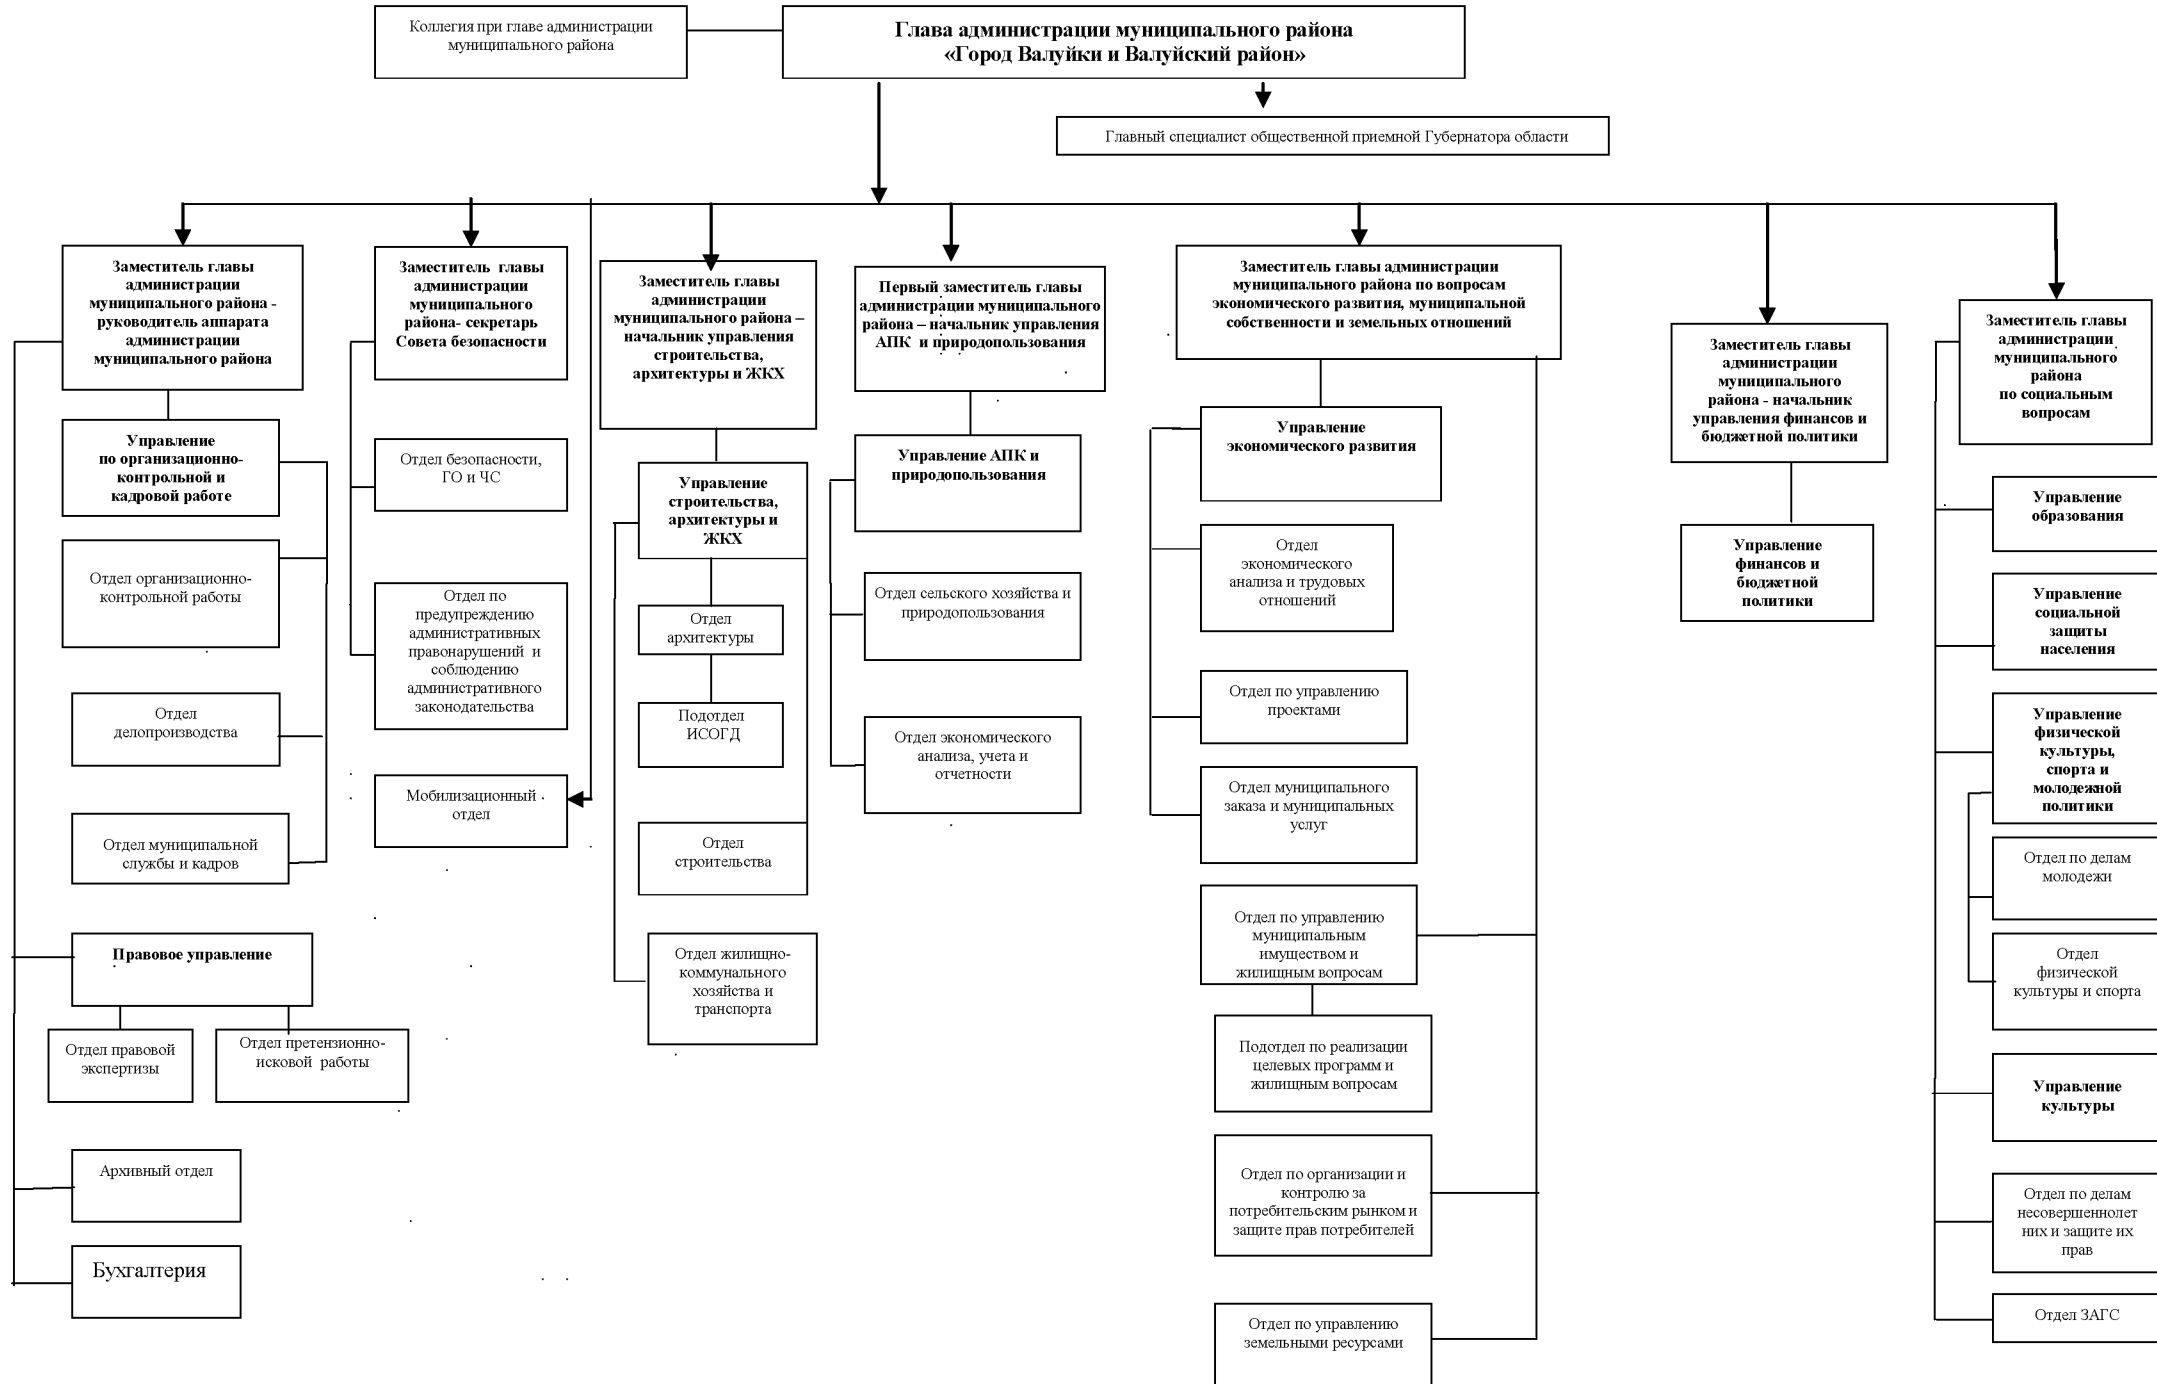 Коллегия при главе администрации
муниципального района
Глава администрации муниципального района
«Город Валуйки и Валуйский район»
Главный специалист общественной приемной Губернатора области
Заместитель главы
администрации
муниципального района -
руководитель аппарата
администрации
муниципального района
Управление
по организационно-
контрольной и
кадровой работе
Отдел организационно-
контрольной работы
Отдел
делопроизводства
Отдел муниципальной
службы и кадров
Правовое управление
Отдел правовой
экспертизы
Отдел претензионно-
исковой работы
Архивный отдел
Бухгалтерия
Заместитель главы
администрации
муниципального
района- секретарь
Совета безопасности
Отдел безопасности,
ГО и ЧС
Отдел по
предупреждению
административных
правонарушений и
соблюдению
административного
законодательства
Мобилизационный
отдел
Заместитель главы
администрации
муниципального района –
начальник управления
строительства,
архитектуры и ЖКХ
Управление
строительства,
архитектуры и
ЖКХ
Отдел
архитектуры
Подотдел
ИСОГД
Отдел
строительства
Отдел жилищно-
коммунального
хозяйства и
транспорта
Первый заместитель главы
администрации муниципального
района – начальник управления
АПК и природопользования
Управление АПК и
природопользования
Отдел сельского хозяйства и
природопользования
Отдел экономического
анализа, учета и
отчетности
Заместитель главы администрации
муниципального района по вопросам
экономического развития, муниципальной
собственности и земельных отношений
Управление
экономического развития
Отдел
экономического
анализа и трудовых
отношений
Отдел по управлению
проектами
Отдел муниципального
заказа и муниципальных
услуг
Отдел по управлению
муниципальным
имуществом и
жилищным вопросам
Подотдел по реализации
целевых программ и
жилищным вопросам
Отдел по организации и
контролю за
потребительским рынком и
защите прав потребителей
Отдел по управлению
земельными ресурсами
Заместитель главы
администрации
муниципального
района - начальник
управления финансов и
бюджетной политики
Управление
финансов и
бюджетной
политики
Заместитель главы
администрации
муниципального
района
по социальным
вопросам
Управление
образования
Управление
социальной
защиты
населения
Управление
физической
культуры,
спорта и
молодежной
политики
Отдел по делам
молодежи
Отдел
физической
культуры и спорта
Управление
культуры
Отдел по делам
несовершеннолет
них и защите их
прав
Отдел ЗАГС